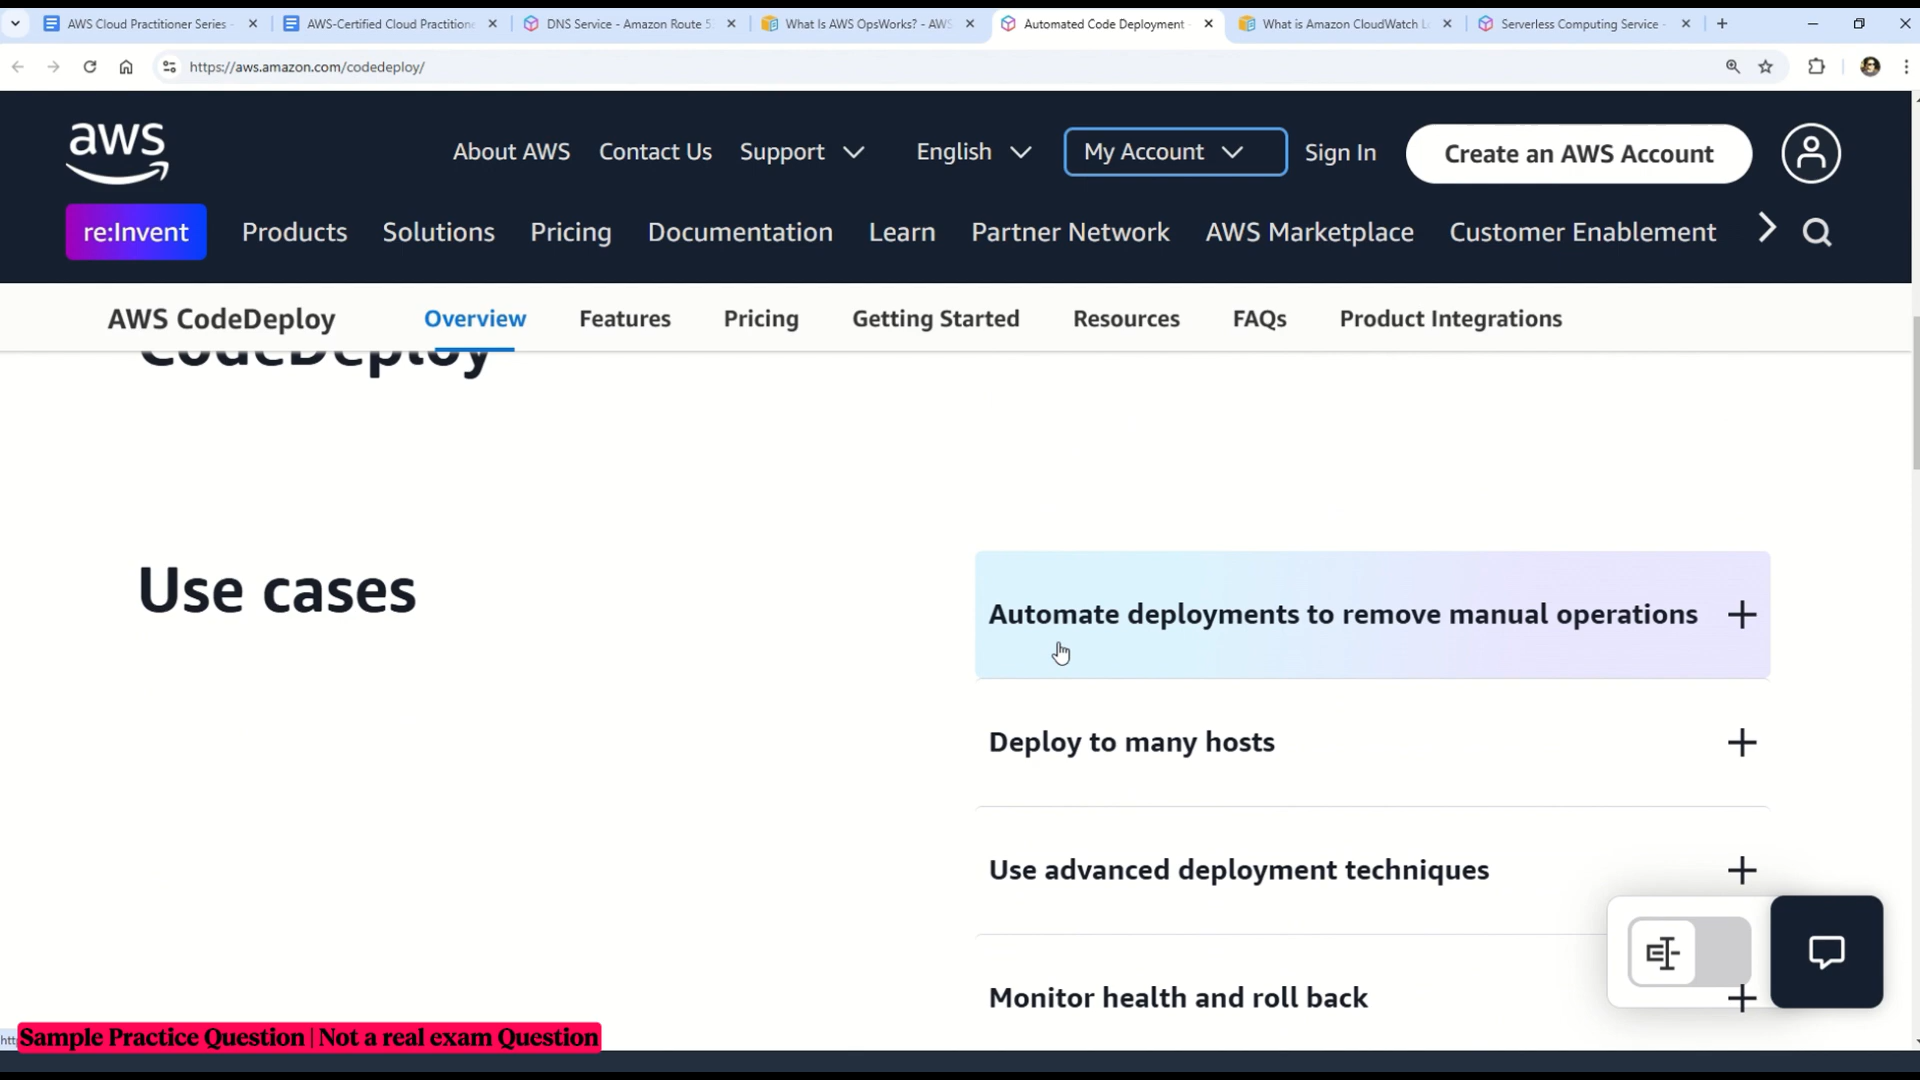 AWS Cloud Practitioner Series -
AWS-Certified Cloud Practitione
DNS Service - Amazon Route 5
What Is AWS OpsWorks? - AWS
Automated Code Deployment -
What is Amazon CloudWatch Lo
Serverless Computing Service -
https://aws.amazon.com/codedeploy/
aws
About AWS
Contact Us
Support
English
My Account
Sign In
Create an AWS Account
re:Invent
Products
Solutions
Pricing
Documentation
Learn
Partner Network
AWS Marketplace
Customer Enablement
AWS CodeDeploy
Overview
Features
Pricing
Getting Started
Resources
FAQs
Product Integrations
CodeDeploy
Use cases
Automate deployments to remove manual operations
Deploy to many hosts
Use advanced deployment techniques
Monitor health and roll back
Sample Practice Question | Not a real exam Question